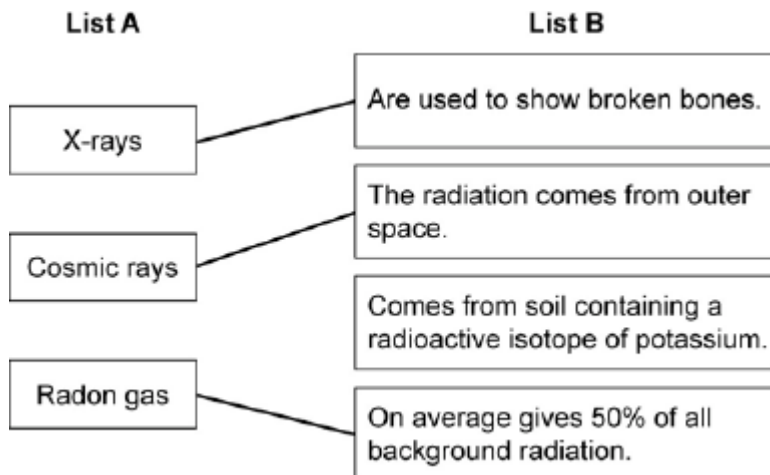 List A
List B
X-rays
Are used to show broken bones.
Cosmic rays
The radiation comes from outer
space.
Comes from soil containing a
radioactive isotope of potassium.
Radon gas
On average gives 50% of all
background radiation.